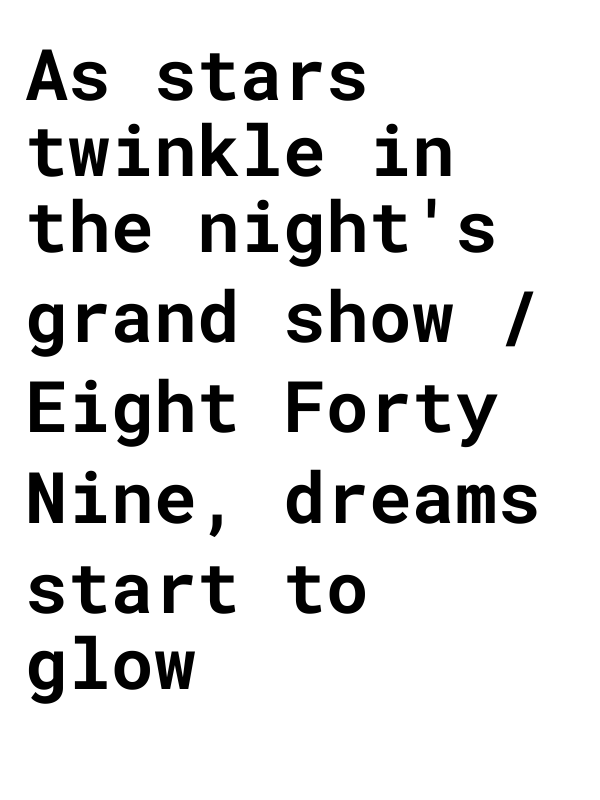 As stars
twinkle in
the night's
grand show /
Eight Forty
Nine, dreams
start to
glow